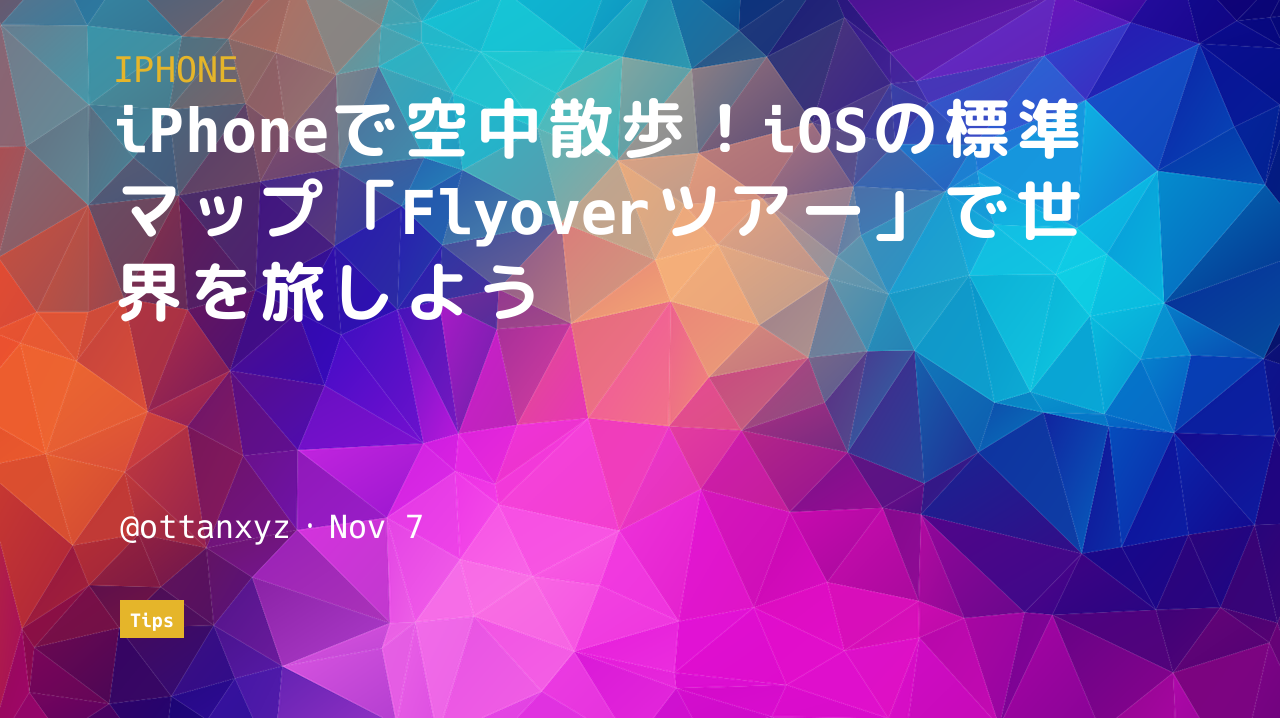 IPHONE
iPhoneで空中散歩！iOSの標準
マップ「Flyoverツアー」で世
界を旅しよう
@ottanxyz・Nov 7
Tips